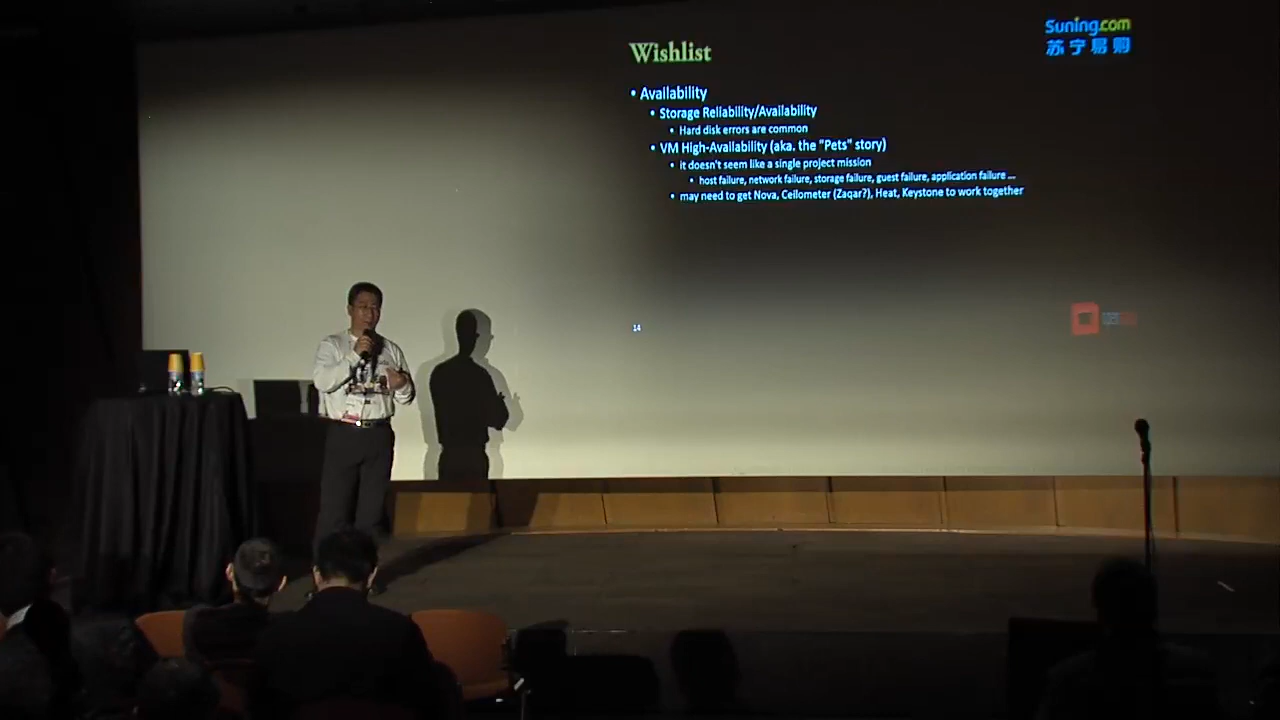 Suning.com
苏宁易购
Wishlist
• Availability
• Storage Reliability/Availability
• Hard disk errors are common
• VM High-Availability (aka. the "Pets" story)
• it doesn't seem like a single project mission
• host failure, network failure, storage failure, guest failure, application failure ...
• may need to get Nova, Ceilometer (Zaqar?), Heat, Keystone to work together
14